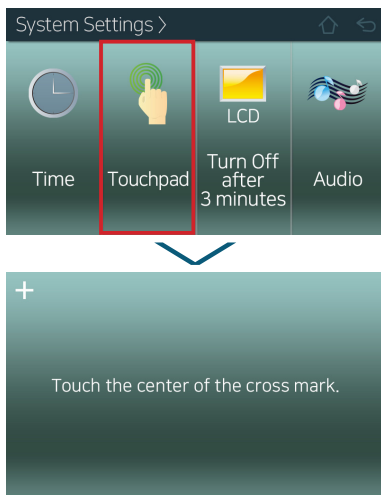 System Settings >
LCD
Time
Touchpad
Turn Off
after
3 minutes
Audio
+
Touch the center of the cross mark.